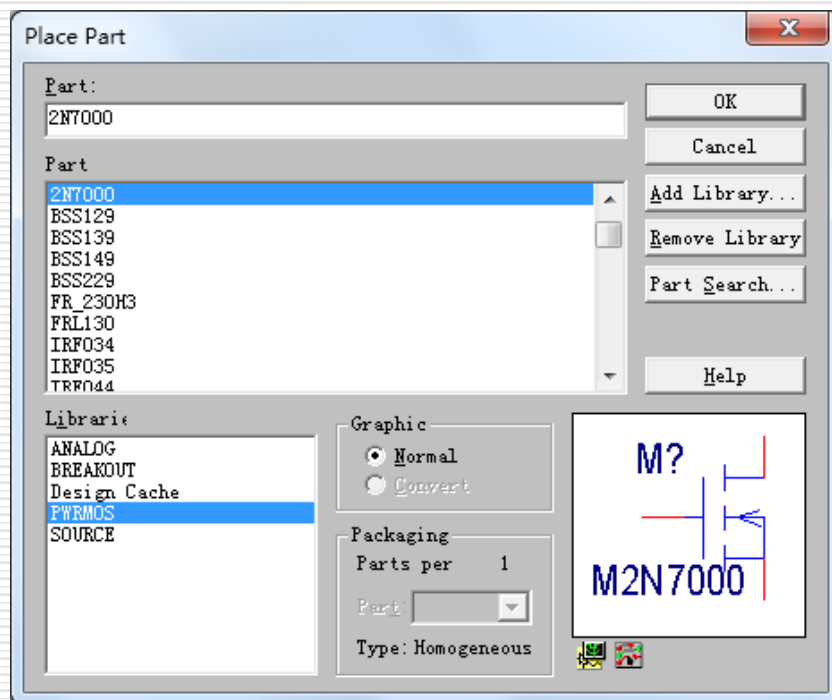 Place Part
Part:
2N7000
OK
Cancel
Part
Add Library...
Remove Library
Part Search...
Help
2N7000
BSS129
BSS139
BSS149
BSS229
FR_230H3
FRL130
IRF034
IRF035
IRF044
Librarie
ANALOG
BREAKOUT
Design Cache
PWRMOS
SOURCE
Graphic
Normal
Convert
Packaging
Parts per 1
Part:
Type: Homogeneous
M?
M2N7000